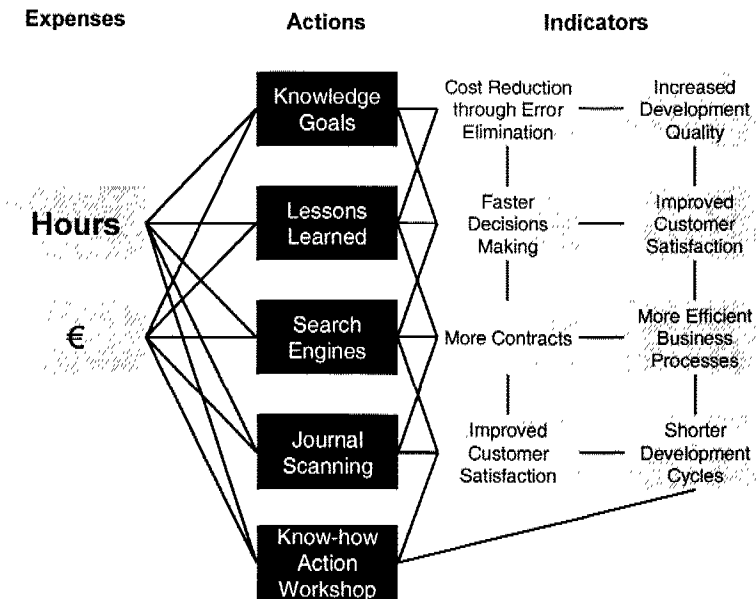 Expenses
Actions
Indicators
Hours
€
Knowledge
Goals
Lessons
Learned
Search
Engines
Journal
Scanning
Know-how
Action
Workshop
Cost Reduction
through Error
Elimination
Increased
Development
Quality
Faster
Decisions
Making
Improved
Customer
Satisfaction
More Contracts
More Efficient
Business
Processes
Improved
Customer
Satisfaction
Shorter
Development
Cycles